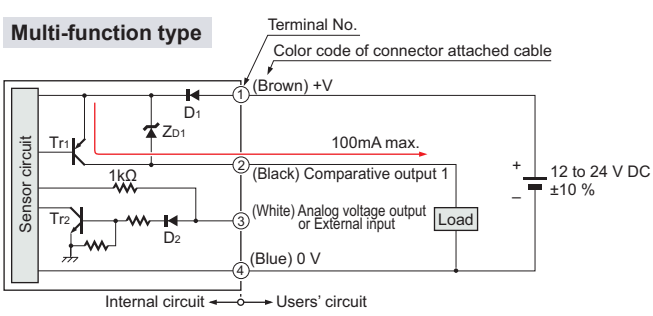 Multi-function type
Terminal No.
Color code of connector attached cable
1 (Brown) +V
D1
ZD1
Tr1
100mA max.
2
(Black) Comparative output 1
1kΩ
Sensor circuit
12 to 24 V DC
±10 %
+
–
Tr2
D2
3 (White) Analog voltage output
or External input
Load
4 (Blue) 0 V
Internal circuit
Users' circuit